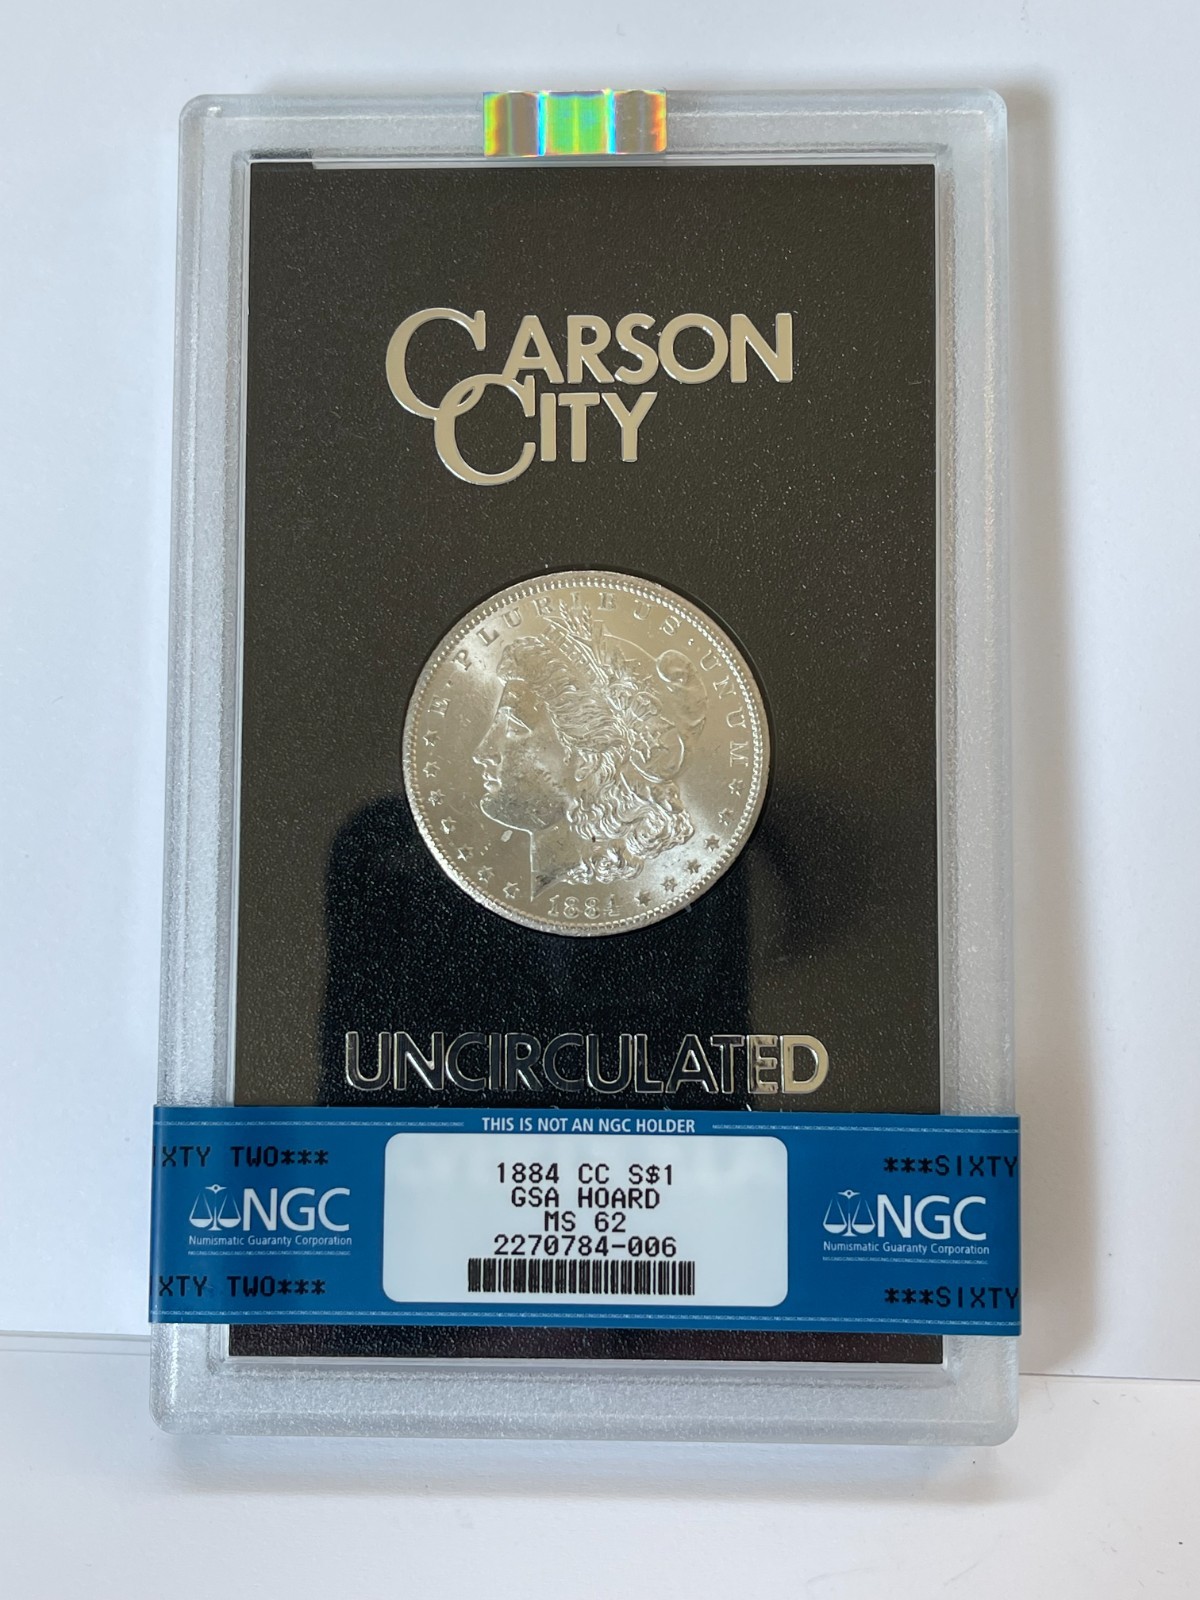 CARSON
CITY
E · PLURIBUS · UNUM
1884
UNCIRCULATED
THIS IS NOT AN NGC HOLDER
XTY TWO***
***SIXTY
1884 CC S$1
GSA HOARD
MS 62
2270784-006
NGC
Numismatic Guaranty Corporation
NGC
Numismatic Guaranty Corporation
XTY TWO***
***SIXTY